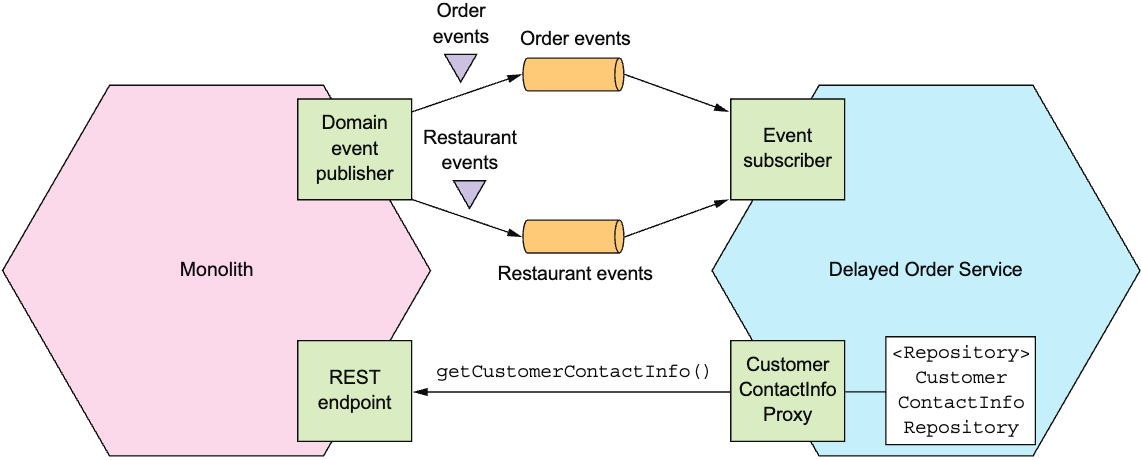 Order
events
Order events
Domain
event
publisher
Restaurant
events
Event
subscriber
Monolith
Restaurant events
Delayed Order Service
REST
endpoint
getCustomerContactInfo()
Customer
ContactInfo
Proxy
<Repository>
Customer
ContactInfo
Repository